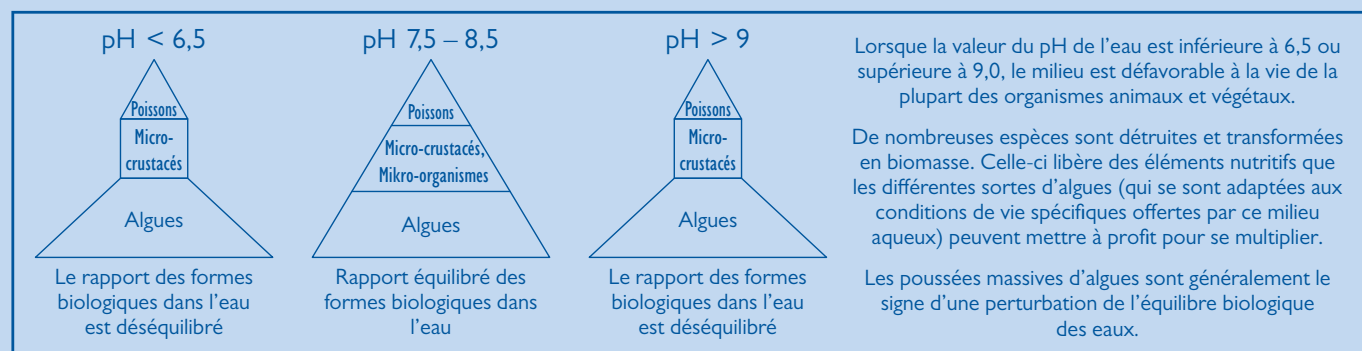 pH < 6,5
Poissons
Micro-
crustacés
Algues
Le rapport des formes
biologiques dans l'eau
est déséquilibré
pH 7,5 – 8,5
Poissons
Micro-crustacés,
Mikro-organismes
Algues
Rapport équilibré des
formes biologiques dans
l'eau
pH > 9
Poissons
Micro-
crustacés
Algues
Le rapport des formes
biologiques dans l'eau
est déséquilibré
Lorsque la valeur du pH de l'eau est inférieure à 6,5 ou
supérieure à 9,0, le milieu est défavorable à la vie de la
plupart des organismes animaux et végétaux.
De nombreuses espèces sont détruites et transformées
en biomasse. Celle-ci libère des éléments nutritifs que
les différentes sortes d'algues (qui se sont adaptées aux
conditions de vie spécifiques offertes par ce milieu
aqueux) peuvent mettre à profit pour se multiplier.
Les poussées massives d'algues sont généralement le
signe d'une perturbation de l'équilibre biologique
des eaux.